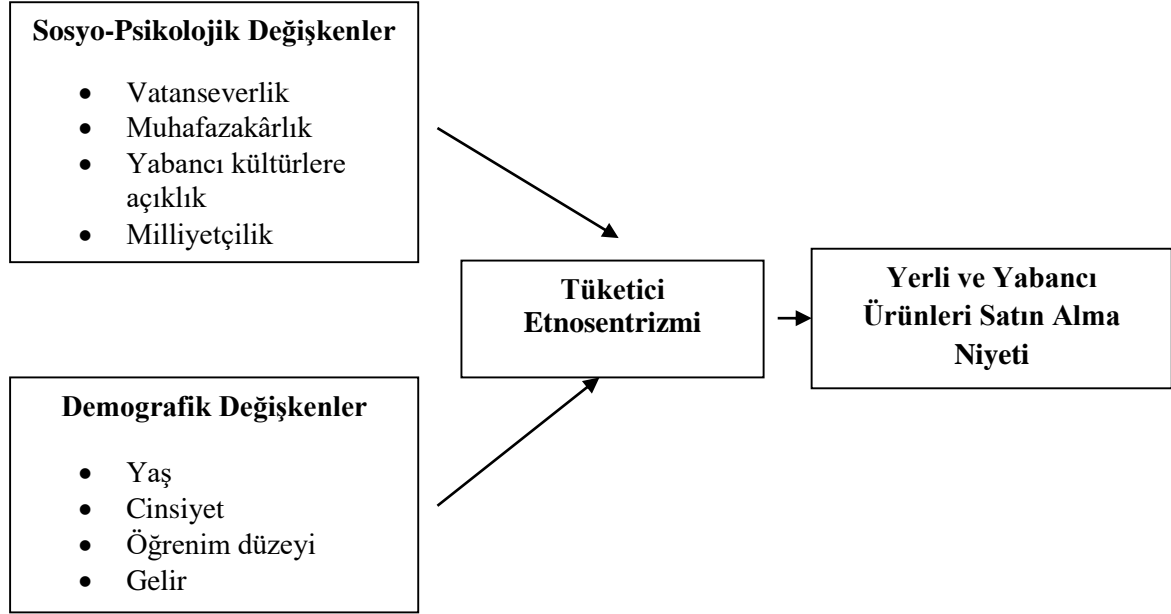 Sosyo-Psikolojik Değişkenler
• Vatanseverlik
• Muhafazakârlık
• Yabancı kültürlere
açıklık
• Milliyetçilik
Tüketici
Etnosentrizmi
Yerli ve Yabancı
Ürünleri Satın Alma
Niyeti
Demografik Değişkenler
• Yaş
• Cinsiyet
• Öğrenim düzeyi
• Gelir